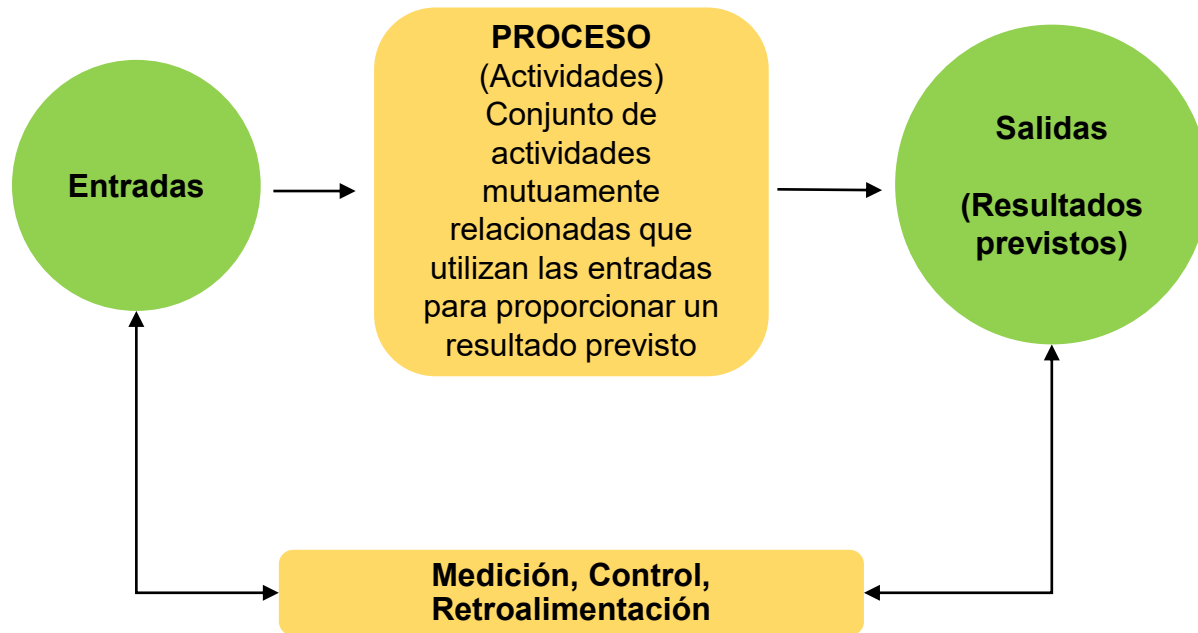 Entradas
PROCESO
(Actividades)
Conjunto de
actividades
mutuamente
relacionadas que
utilizan las entradas
para proporcionar un
resultado previsto
Salidas
(Resultados
previstos)
Medición, Control,
Retroalimentación